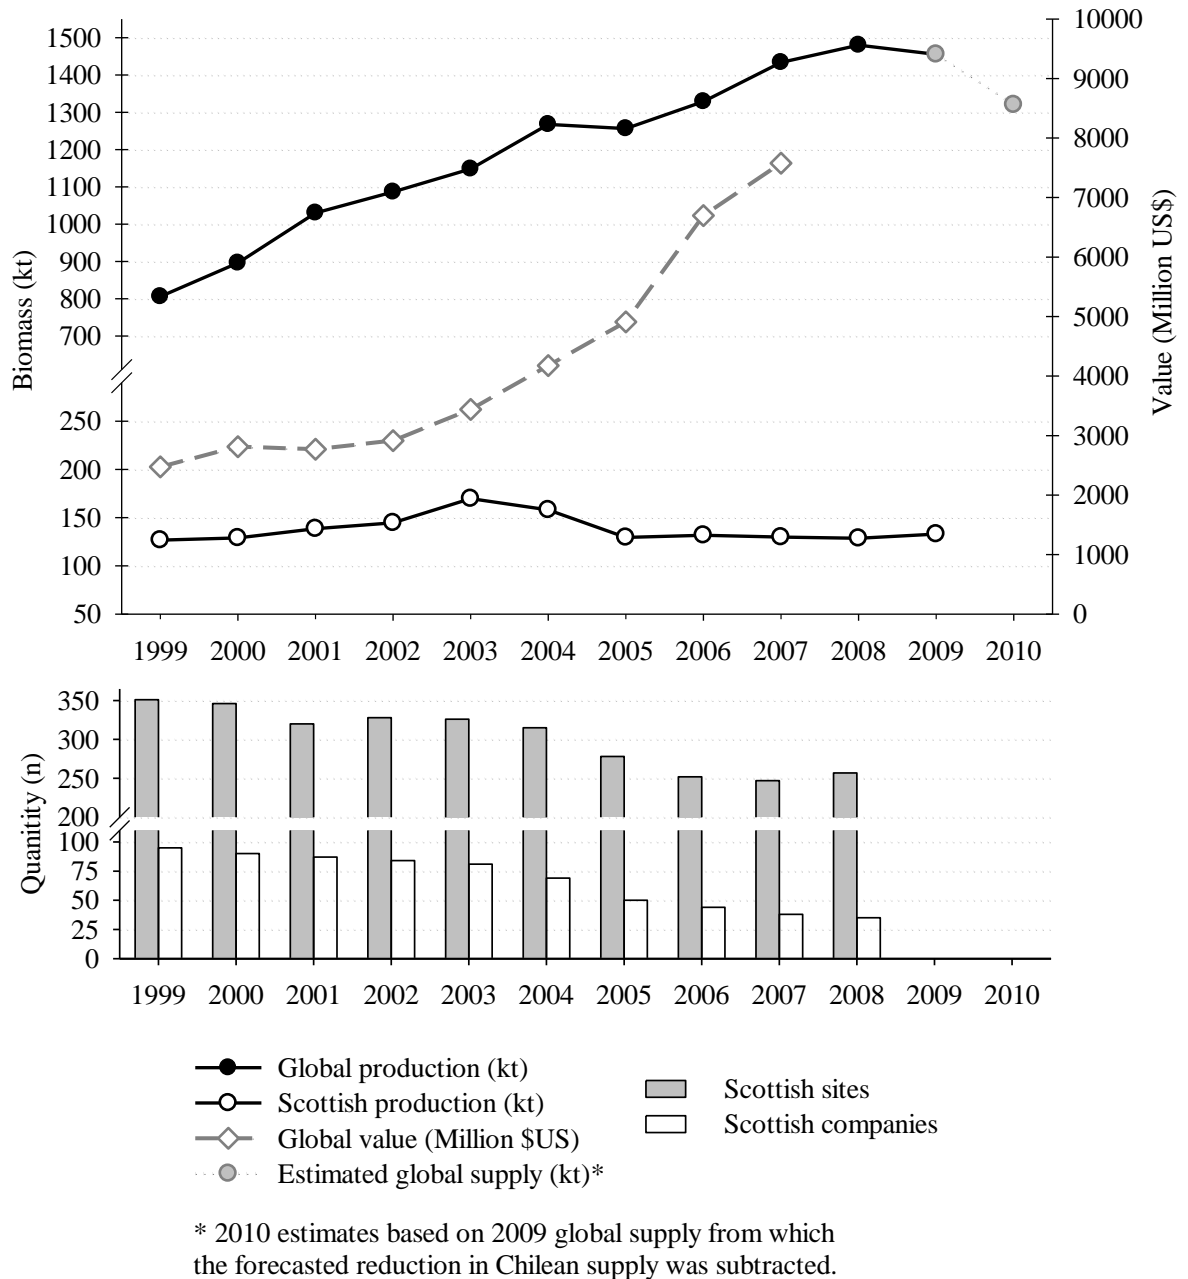 1500
1400
1300
1200
1100
1000
900
800
700
250
200
150
100
50
Biomass (kt)
10000
9000
8000
7000
6000
5000
4000
3000
2000
1000
0
Value (Million US$)
1999 2000 2001 2002 2003 2004 2005 2006 2007 2008 2009 2010
350
300
250
200
100
75
50
25
0
Quanitity (n)
1999 2000 2001 2002 2003 2004 2005 2006 2007 2008 2009 2010
Global production (kt)
Scottish production (kt)
Global value (Million $US)
Estimated global supply (kt)*
Scottish sites
Scottish companies
* 2010 estimates based on 2009 global supply from which
the forecasted reduction in Chilean supply was subtracted.